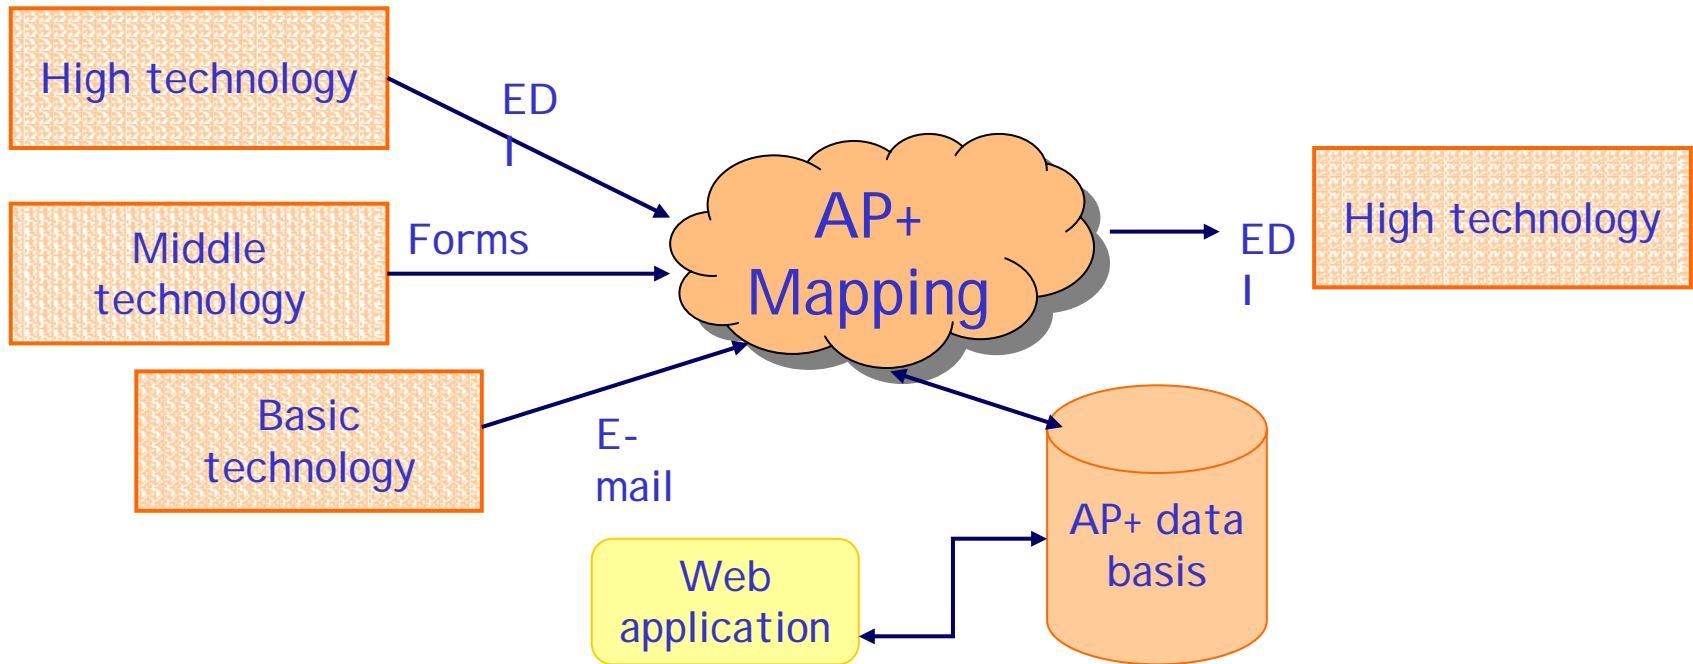 High technology
ED
I
Middle
technology
Forms
Basic
technology
E-
mail
AP+
Mapping
ED
I
High technology
AP+ data
basis
Web
application